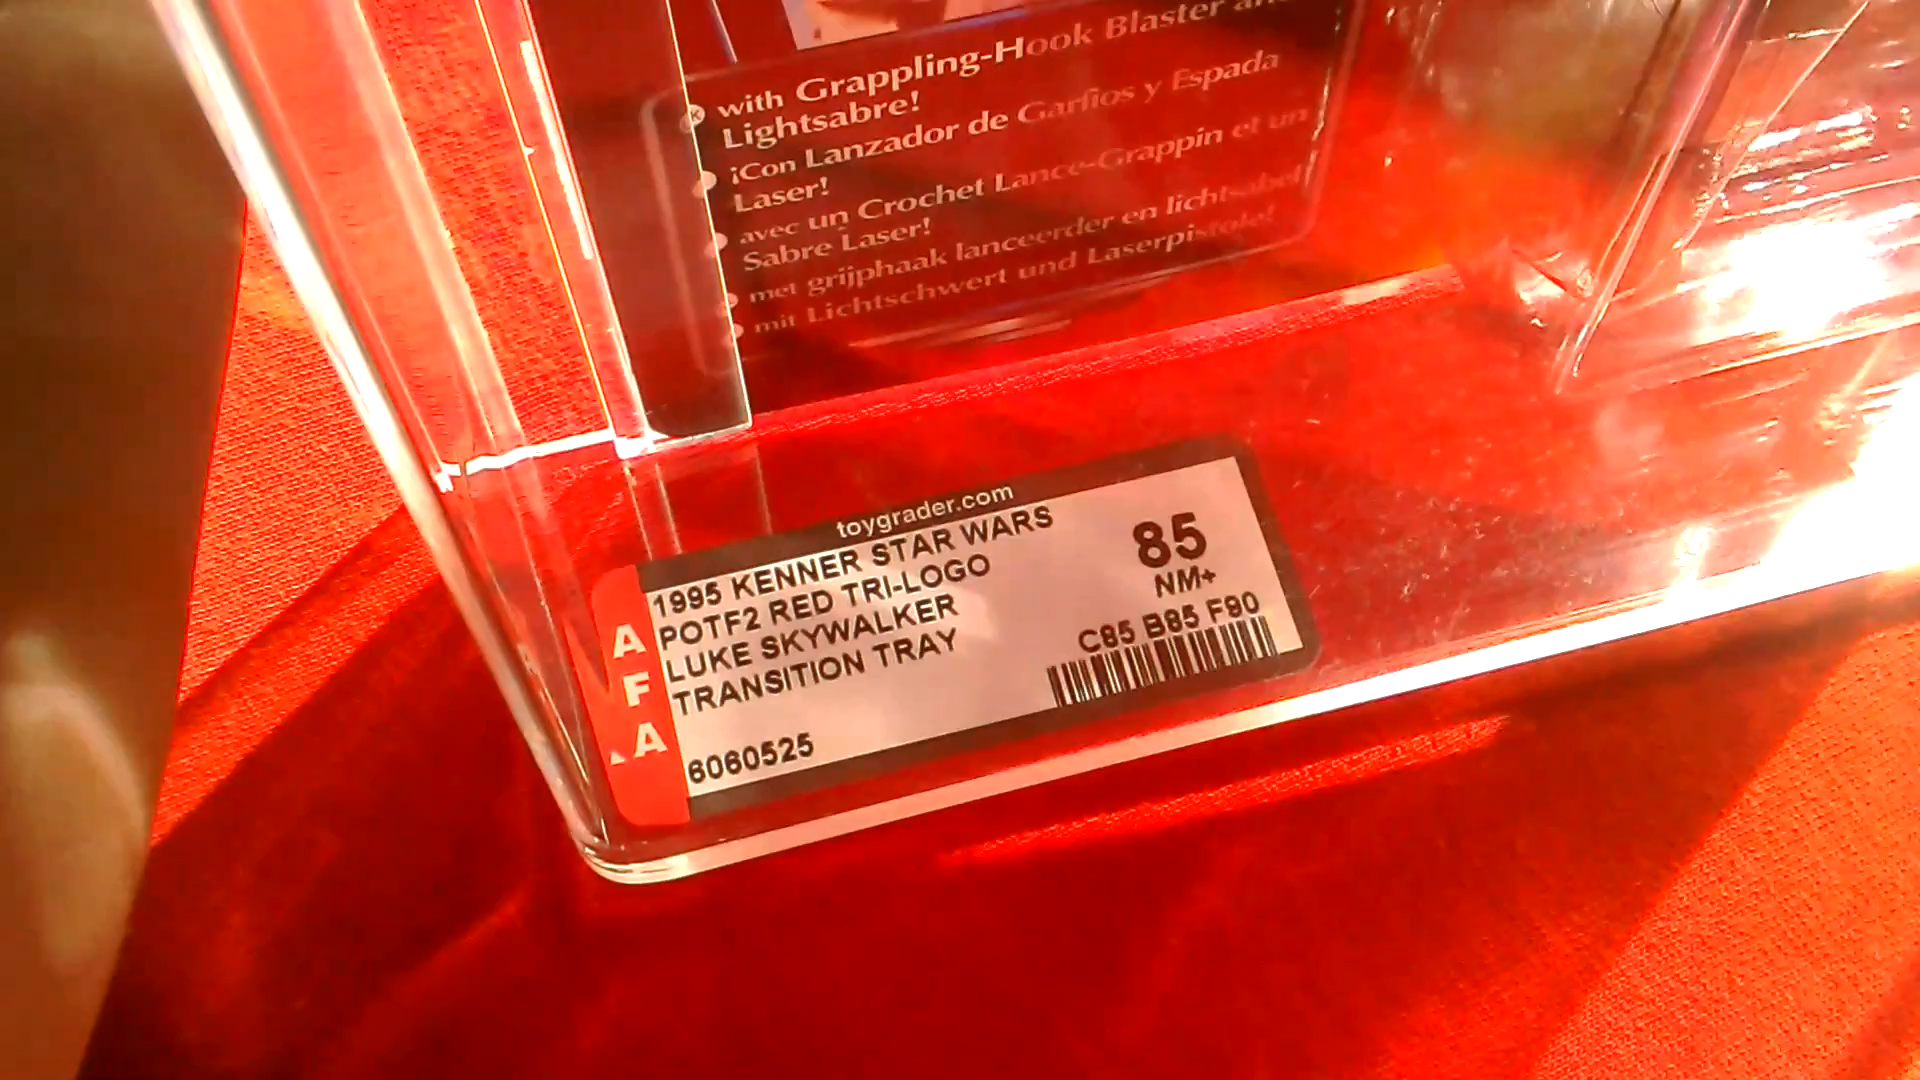 with Grappling-Hook Blaster
Lightsabre!
¡Con Lanzador de Garfios y Espada
Laser!
avec un Crochet Lance-Grappin et un
Sabre Laser!
met grijphaak lanceerder en lichtsabel!
mit Lichtschwert und Laserpistole!
toygrader.com
1995 KENNER STAR WARS
POTF2 RED TRI-LOGO
LUKE SKYWALKER
TRANSITION TRAY
6060525
85
NM+
C85 B85 F90
A
F
A